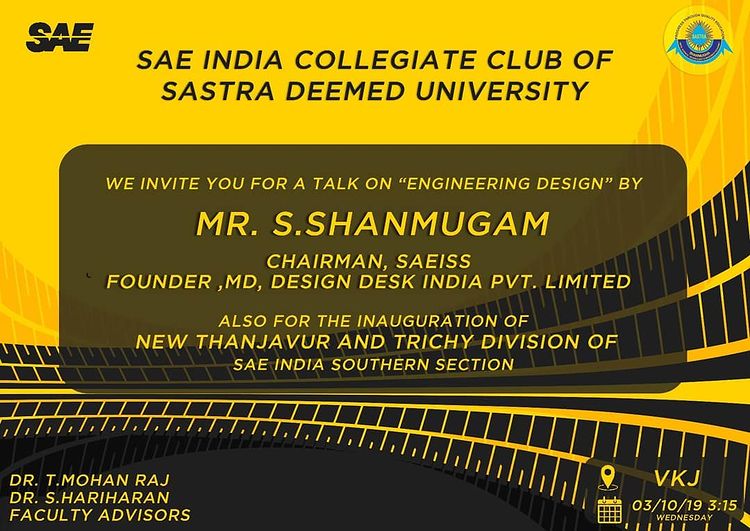 SAE
SAE INDIA COLLEGIATE CLUB OF
SASTRA DEEMED UNIVERSITY
SASTRA
WE INVITE YOU FOR A TALK ON “ENGINEERING DESIGN” BY
MR. S.SHANMUGAM
CHAIRMAN, SAEISS
FOUNDER ,MD, DESIGN DESK INDIA PVT. LIMITED
ALSO FOR THE INAUGURATION OF
NEW THANJAVUR AND TRICHY DIVISION OF
SAE INDIA SOUTHERN SECTION
DR. T.MOHAN RAJ
DR. S.HARIHARAN
FACULTY ADVISORS
VKJ
03/10/19 3:15
WEDNESDAY